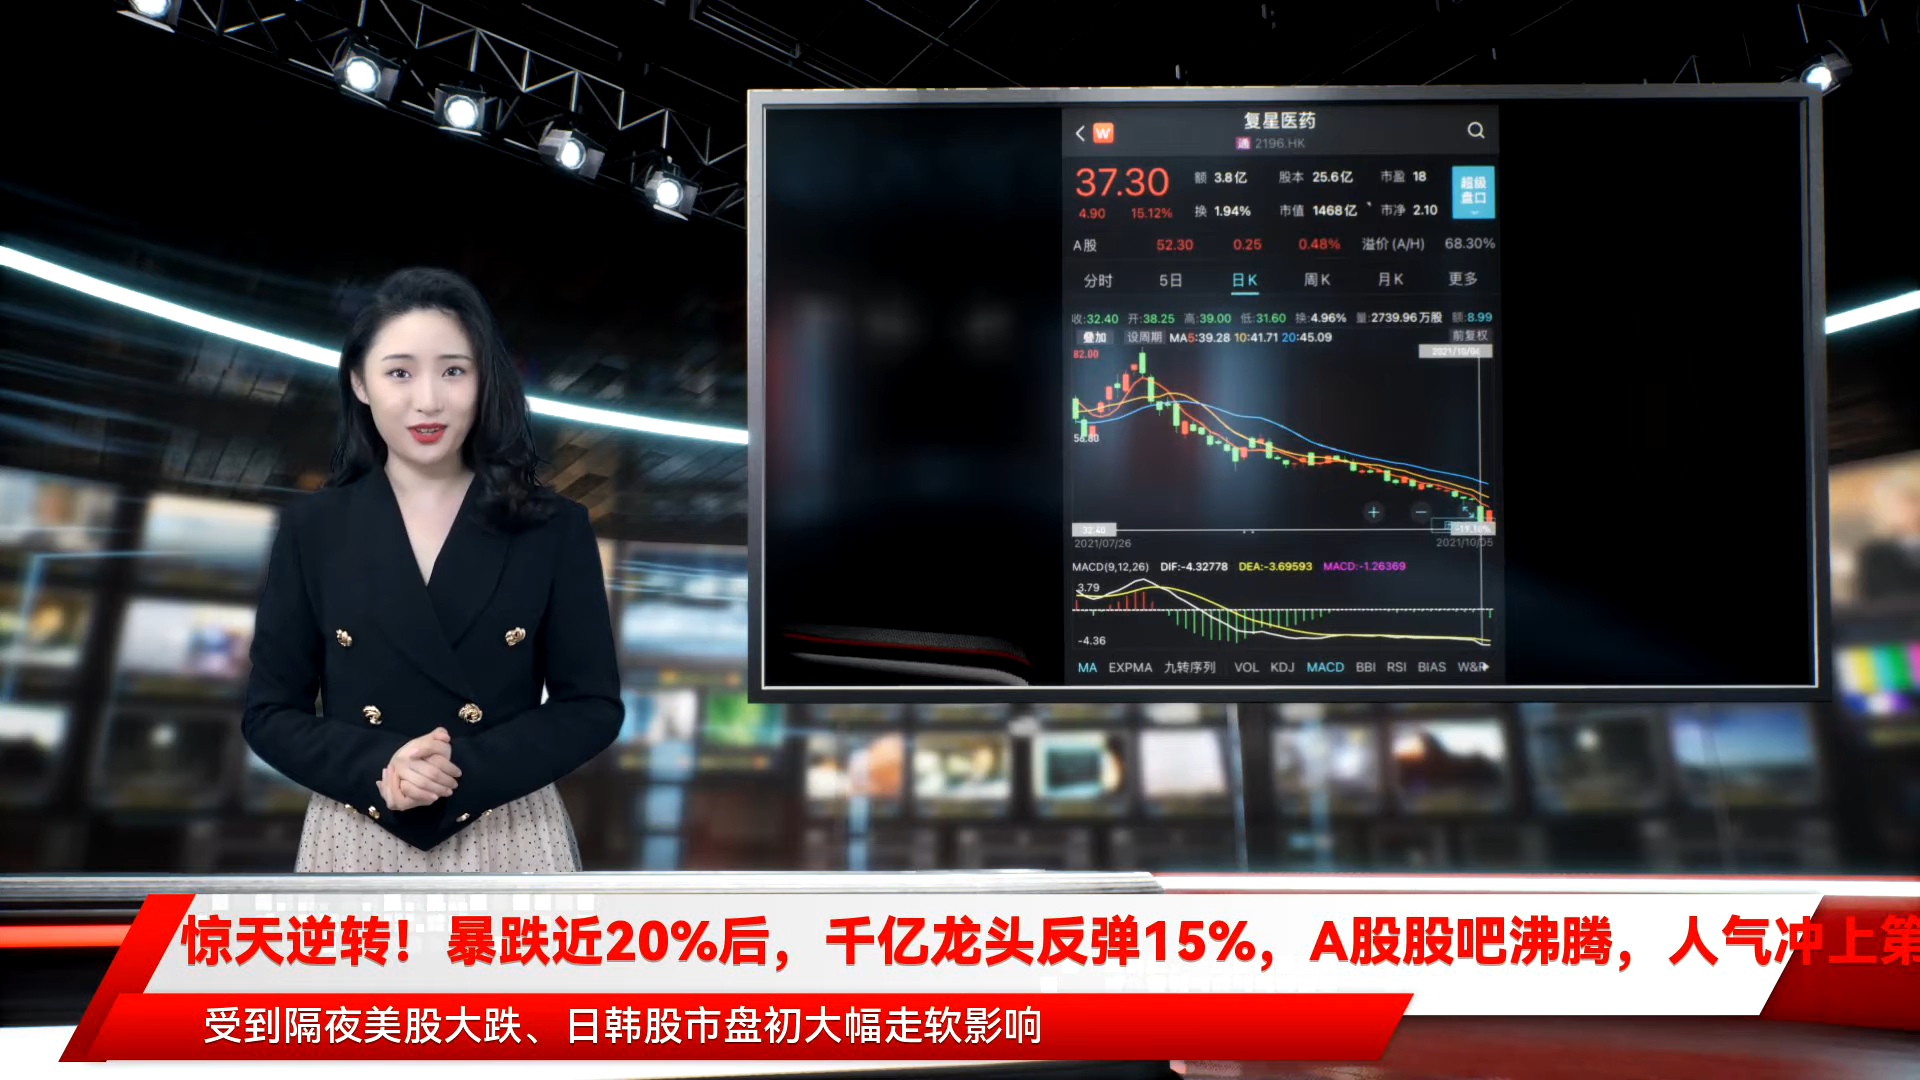 复星医药
通 2196.HK
37.30 额 3.8亿 股本 25.6亿 市盈 18 超级盘口
4.90 15.12% 换 1.94% 市值 1468亿 市净 2.10
A股 52.30 0.25 0.48% 溢价(A/H) 68.30%
分时 5日 日K 周K 月K 更多
收:32.40 开:38.25 高:39.00 低:31.60 换:4.96% 量:2739.96万股 额:8.99
叠加 设周期 MA5:39.28 10:41.71 20:45.09 前复权
82.00
56.80
32.40
2021/07/26 2021/10/05
MACD(9,12,26) DIF:-4.32778 DEA:-3.69593 MACD:-1.26369
3.79
-4.36
MA EXPMA 九转序列 VOL KDJ MACD BBI RSI BIAS W&R
惊天逆转！暴跌近20%后，千亿龙头反弹15%，A股股吧沸腾，人气冲上第
受到隔夜美股大跌、日韩股市盘初大幅走软影响